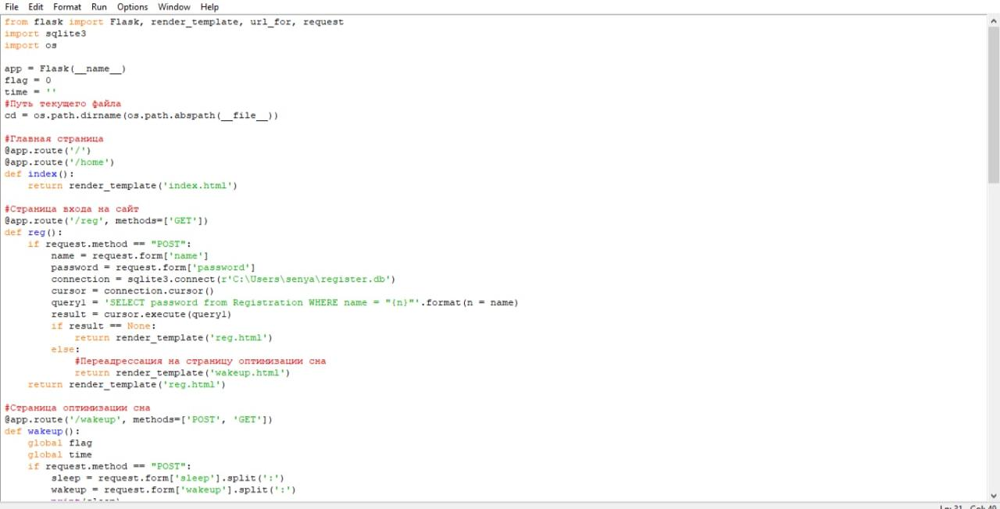 File Edit Format Run Options Window Help
from flask import Flask, render_template, url_for, request
import sqlite3
import os

app = Flask(__name__)
flag = 0
time = ''
#Путь текущего файла
cd = os.path.dirname(os.path.abspath(__file__))

#Главная страница
@app.route('/')
@app.route('/home')
def index():
    return render_template('index.html')

#Страница входа на сайт
@app.route('/reg', methods=['GET'])
def reg():
    if request.method == "POST":
        name = request.form['name']
        password = request.form['password']
        connection = sqlite3.connect(r'C:\Users\senya\register.db')
        cursor = connection.cursor()
        query1 = 'SELECT password from Registration WHERE name = "{n}"'.format(n = name)
        result = cursor.execute(query1)
        if result == None:
            return render_template('reg.html')
        else:
            #Переадрессация на страницу оптимизации сна
            return render_template('wakeup.html')
    return render_template('reg.html')

#Страница оптимизации сна
@app.route('/wakeup', methods=['POST', 'GET'])
def wakeup():
    global flag
    global time
    if request.method == "POST":
        sleep = request.form['sleep'].split(':')
        wakeup = request.form['wakeup'].split(':')